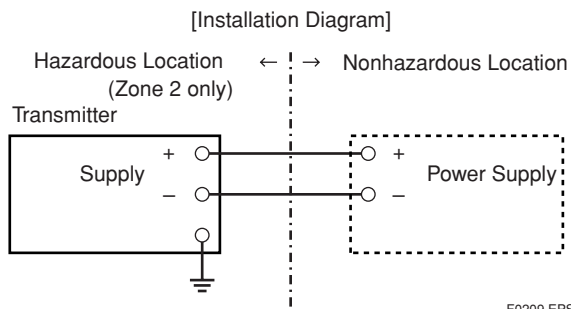 [Installation Diagram]
Hazardous Location ← → Nonhazardous Location
(Zone 2 only)
Transmitter
+ +
Supply Power Supply
– –